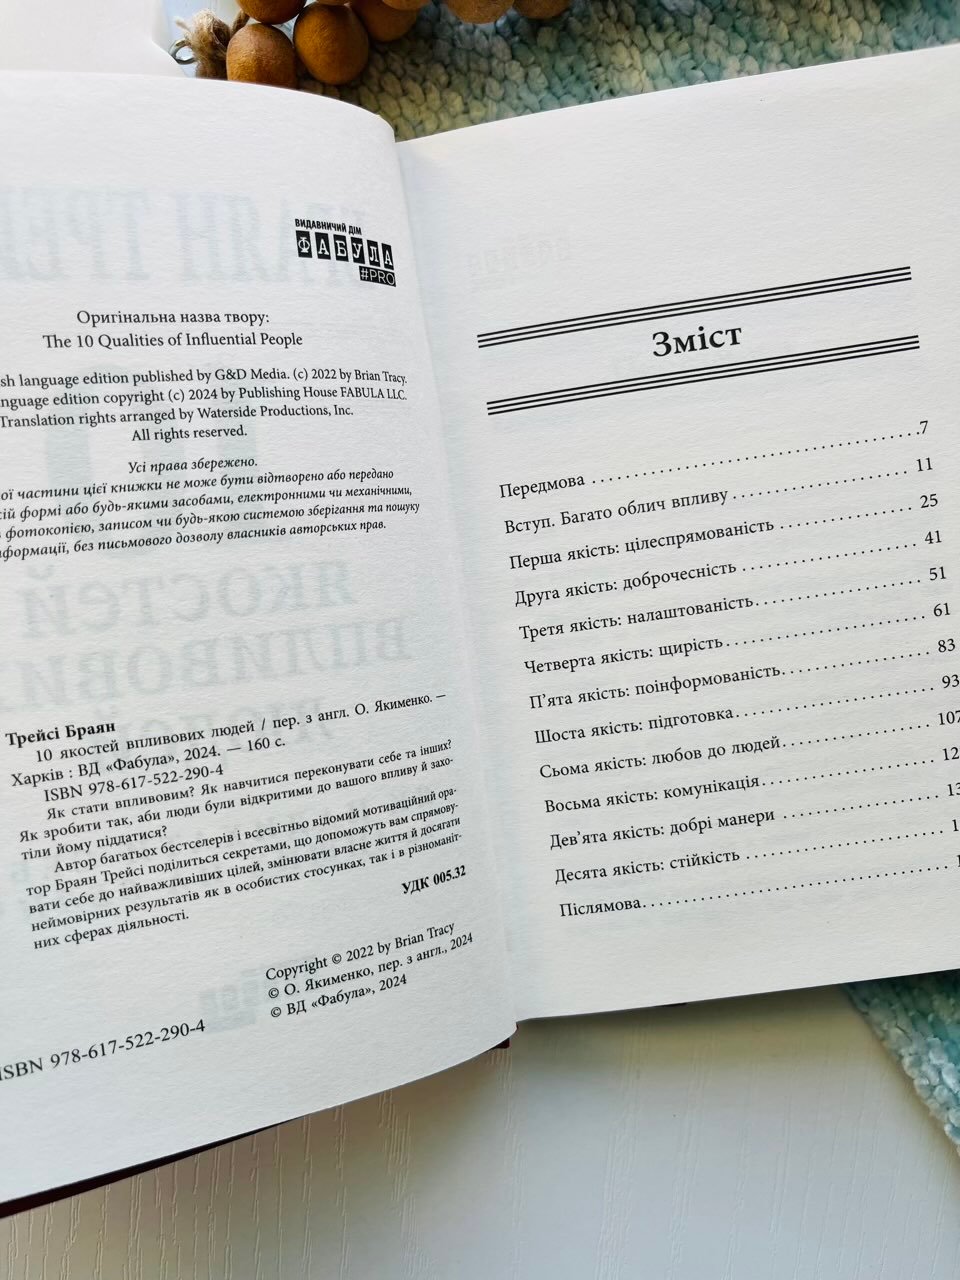 ВИДАВНИЧИЙ ДІМ
ФАБУЛА
#PRO
Оригінальна назва твору:
The 10 Qualities of Influential People
language edition published by G&D Media. (c) 2022 by Brian Tracy.
language edition copyright (c) 2024 by Publishing House FABULA LLC.
Translation rights arranged by Waterside Productions, Inc.
All rights reserved.
Усі права збережено.
частини цієї книжки не може бути відтворено або передано
формі або будь-якими засобами, електронними чи механічними,
фотокопією, записом чи будь-якою системою зберігання та пошуку
без письмового дозволу власників авторських прав.
Трейсі Браян
10 якостей впливових людей / пер. з англ. О. Якименко. —
Харків : ВД «Фабула», 2024. — 160 с.
ISBN 978-617-522-290-4
Як стати впливовим? Як навчитися переконувати себе та інших?
Як зробити так, аби люди були відкритими до вашого впливу й захо-
тіли йому піддатися?
Автор багатьох бестселерів і всесвітньо відомий мотиваційний ора-
тор Браян Трейсі поділиться секретами, що допоможуть вам спрямову-
вати себе до найважливіших цілей, змінювати власне життя й досягати
неймовірних результатів як в особистих стосунках, так і в різноманіт-
них сферах діяльності.
УДК 005.32
Copyright © 2022 by Brian Tracy
© О. Якименко, пер. з англ., 2024
© ВД «Фабула», 2024
ISBN 978-617-522-290-4
Зміст
Передмова . . . . . . . . . . . . . . . . . . . . . . . . . . . . . . . . . . . . .7
Вступ. Багато облич впливу . . . . . . . . . . . . . . . . . . . . 11
Перша якість: цілеспрямованість . . . . . . . . . . . . . . . 25
Друга якість: доброчесність . . . . . . . . . . . . . . . . . . . . 41
Третя якість: налаштованість. . . . . . . . . . . . . . . . . . . 51
Четверта якість: щирість. . . . . . . . . . . . . . . . . . . . . . . 61
П’ята якість: поінформованість. . . . . . . . . . . . . . . . . 83
Шоста якість: підготовка. . . . . . . . . . . . . . . . . . . . . . . 93
Сьома якість: любов до людей. . . . . . . . . . . . . . . . . 107
Восьма якість: комунікація. . . . . . . . . . . . . . . . . . . .
Дев’ята якість: добрі манери . . . . . . . . . . . . . . . . . .
Десята якість: стійкість . . . . . . . . . . . . . . . . . . . . . .
Післямова. . . . . . . . . . . . . . . . . . . . . . . . . . . . . . . . .